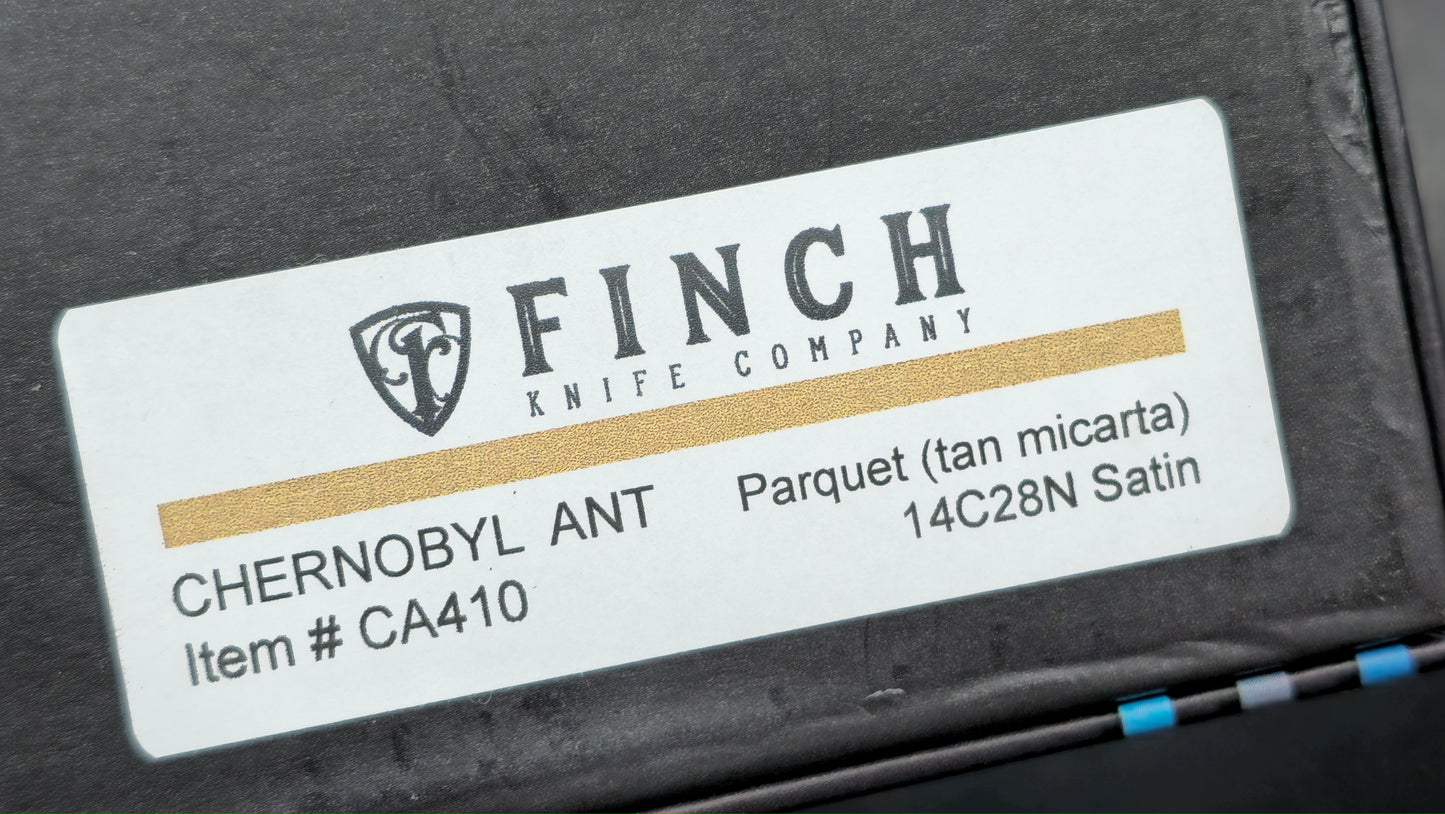 FINCH
KNIFE COMPANY
CHERNOBYL ANT
Item # CA410
Parquet (tan micarta)
14C28N Satin